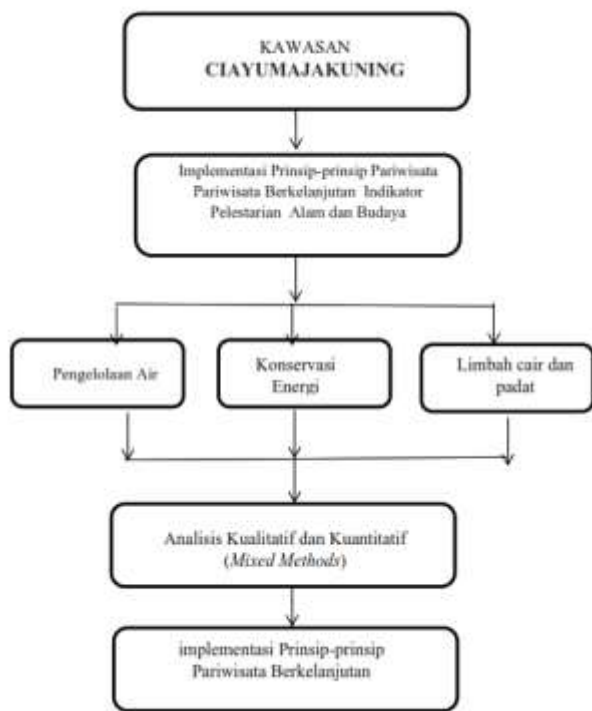 KAWASAN
CIAYUMAJAKUNING
Implementasi Prinsip-prinsip Pariwisata
Pariwisata Berkelanjutan Indikator
Pelestarian Alam dan Budaya
Pengelolaan Air
Konservasi
Energi
Limbah cair dan
padat
Analisis Kualitatif dan Kuantitatif
(Mixed Methods)
implementasi Prinsip-prinsip
Pariwisata Berkelanjutan